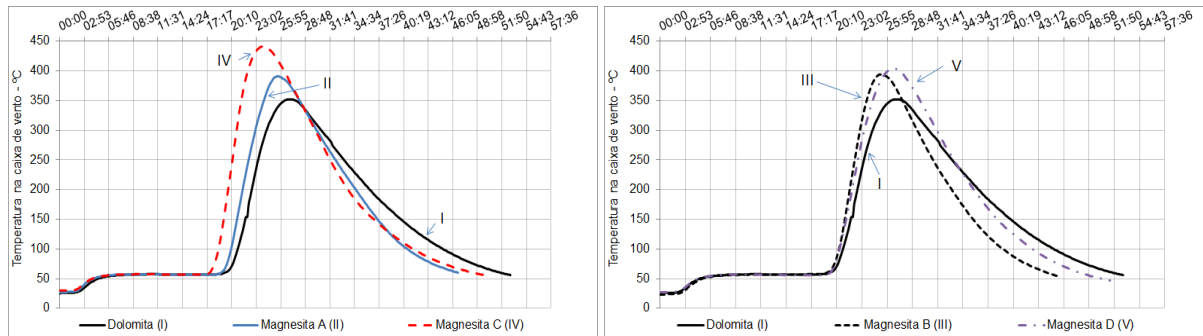 00:00 02:53 05:46 08:38 11:31 14:24 17:17 20:10 23:02 25:55 28:48 31:41 34:34 37:26 40:19 43:12 46:05 48:58 51:50 54:43 57:36
Temperatura na caixa de vento - ºC
450
400
350
300
250
200
150
100
50
0
IV
II
I
Dolomita (I) Magnesita A (II) Magnesita C (IV)
00:00 02:53 05:46 08:38 11:31 14:24 17:17 20:10 23:02 25:55 28:48 31:41 34:34 37:26 40:19 43:12 46:05 48:58 51:50 54:43 57:36
Temperatura na caixa de vento - ºC
450
400
350
300
250
200
150
100
50
0
III
V
I
Dolomita (I) Magnesita B (III) Magnesita D (V)